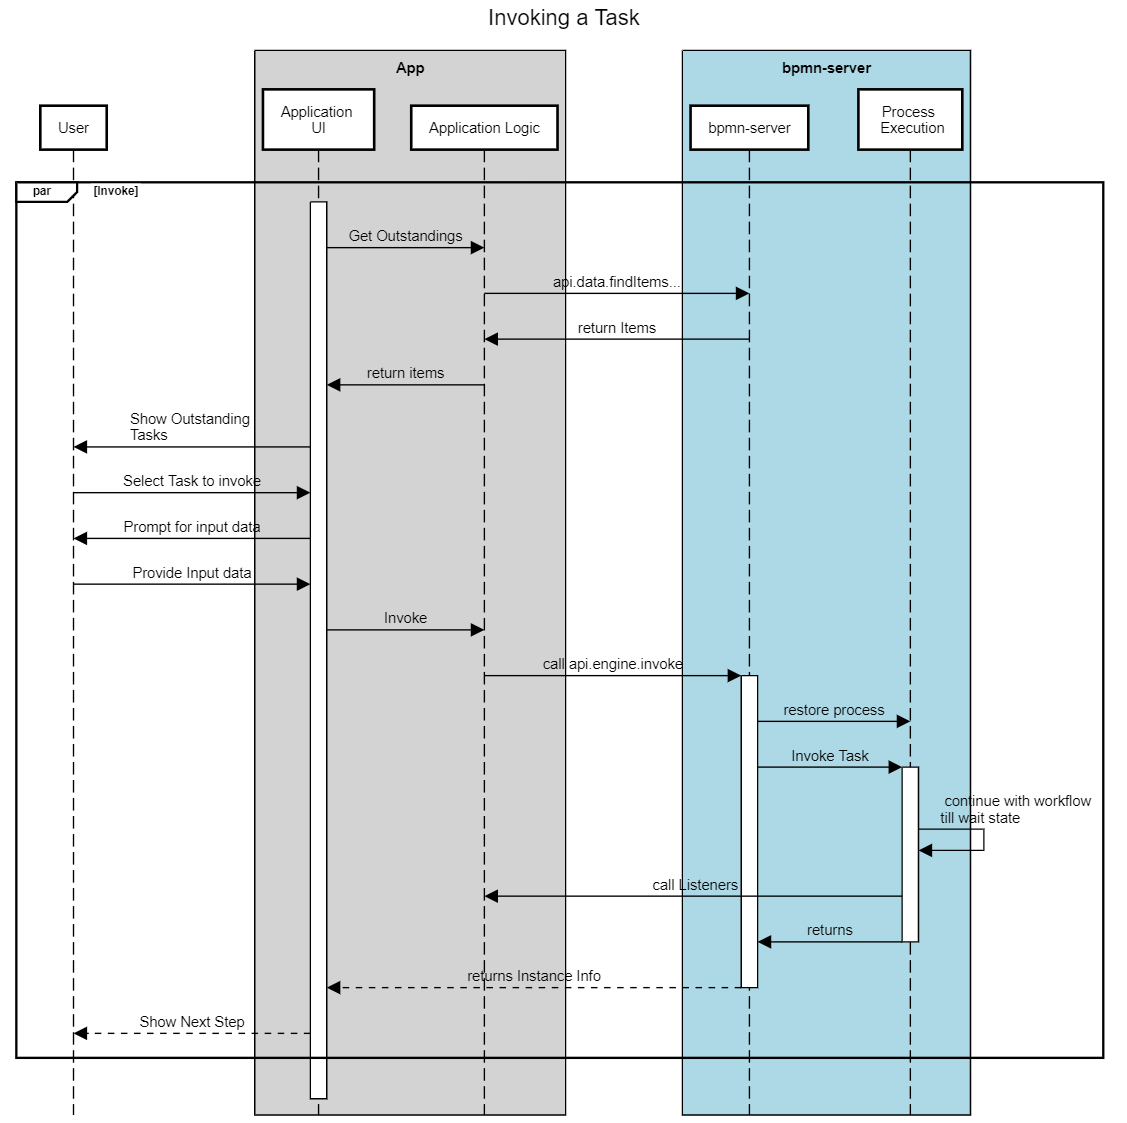 Invoking a Task
App
bpmn-server
User
Application
UI
Application Logic
bpmn-server
Process
Execution
par
[Invoke]
Get Outstandings
api.data.findItems...
return Items
return items
Show Outstanding
Tasks
Select Task to invoke
Prompt for input data
Provide Input data
Invoke
call api.engine.invoke
restore process
Invoke Task
continue with workflow
till wait state
call Listeners
returns
returns Instance Info
Show Next Step